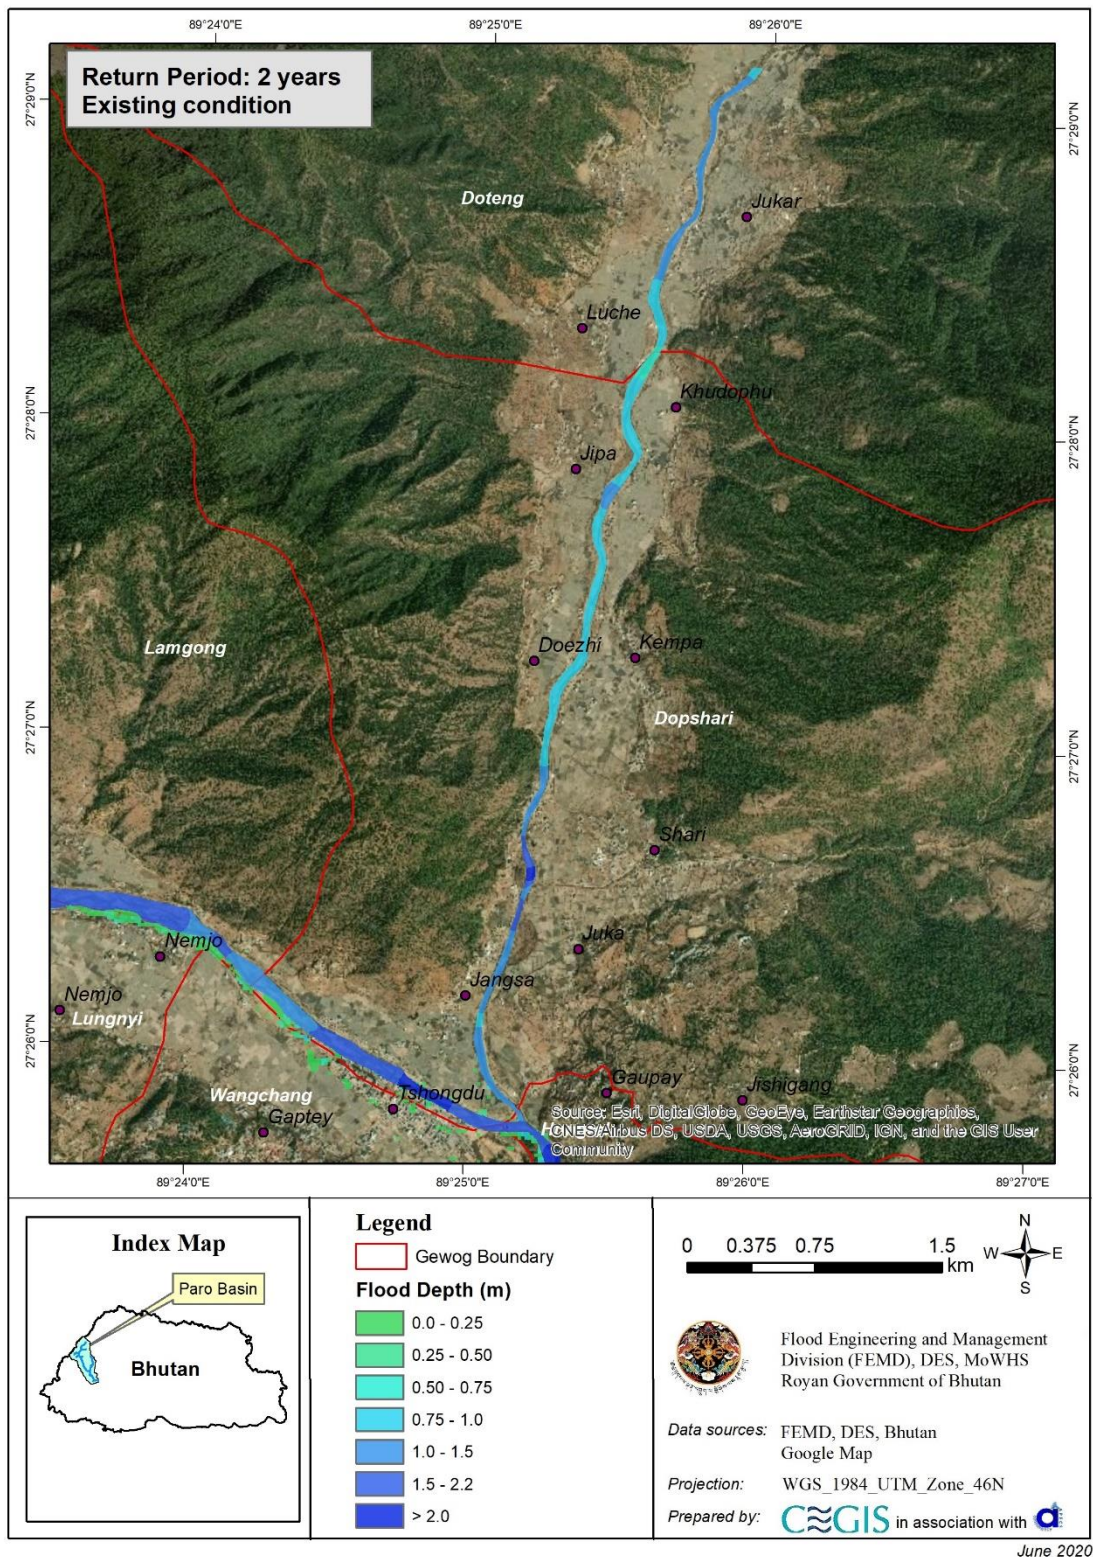 89°24'0"E
89°25'0"E
89°26'0"E
Return Period: 2 years
Existing condition
27°29'0"N
27°29'0"N
Doteng
Jukar
Luche
27°28'0"N
Khudophu
27°28'0"N
Jipa
Lamgong
Doezhi
Kempa
Dopshari
27°27'0"N
27°27'0"N
Shari
Nemjo
Juka
Nemjo
Jangsa
Lungnyi
27°26'0"N
27°26'0"N
Wangchang
Tshongdu
Gaupay
Jishigang
Gaptey
Source: Esri, DigitalGlobe, GeoEye, Earthstar Geographics,
CNES/Airbus DS, USDA, USGS, AeroGRID, IGN, and the GIS User
Community
89°24'0"E
89°25'0"E
89°26'0"E
89°27'0"E
Index Map
Paro Basin
Bhutan
Legend
Gewog Boundary
Flood Depth (m)
0.0 - 0.25
0.25 - 0.50
0.50 - 0.75
0.75 - 1.0
1.0 - 1.5
1.5 - 2.2
> 2.0
0 0.375 0.75 1.5
km
N
W E
S
Flood Engineering and Management
Division (FEMD), DES, MoWHS
Royan Government of Bhutan
Data sources: FEMD, DES, Bhutan
Google Map
Projection: WGS_1984_UTM_Zone_46N
Prepared by: CEGIS in association with
June 2020